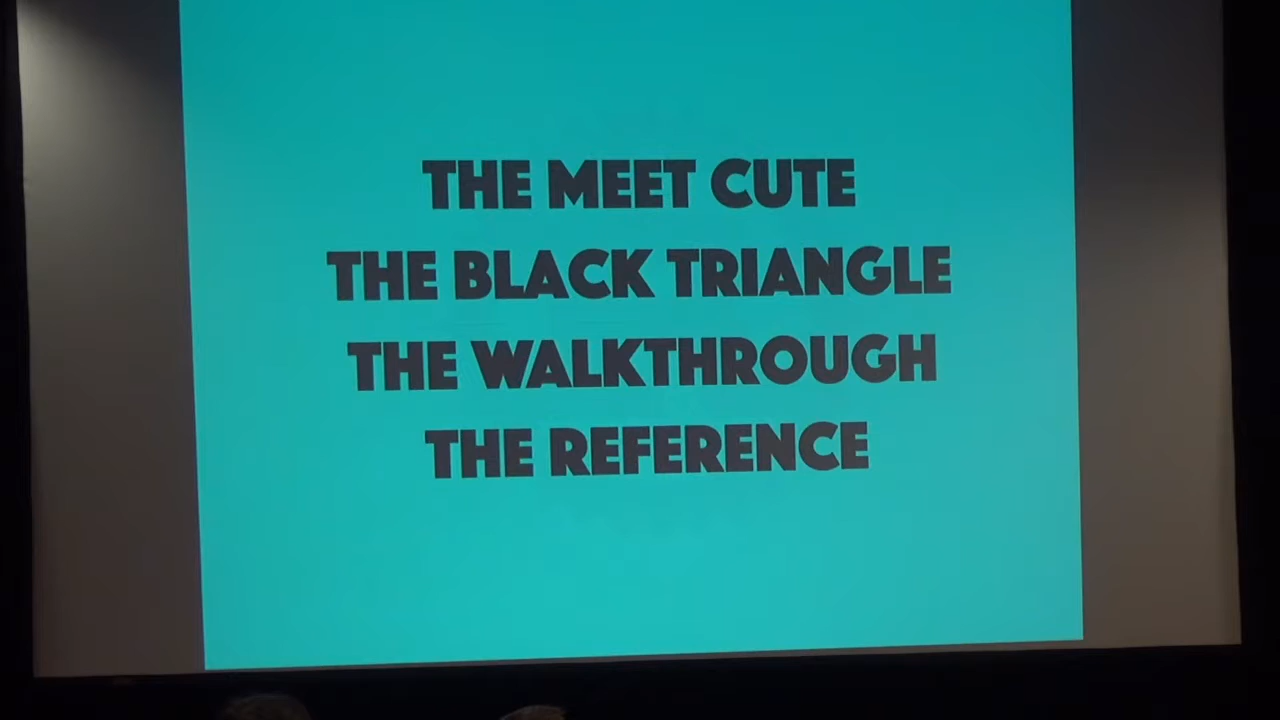 THE MEET CUTE
THE BLACK TRIANGLE
THE WALKTHROUGH
THE REFERENCE